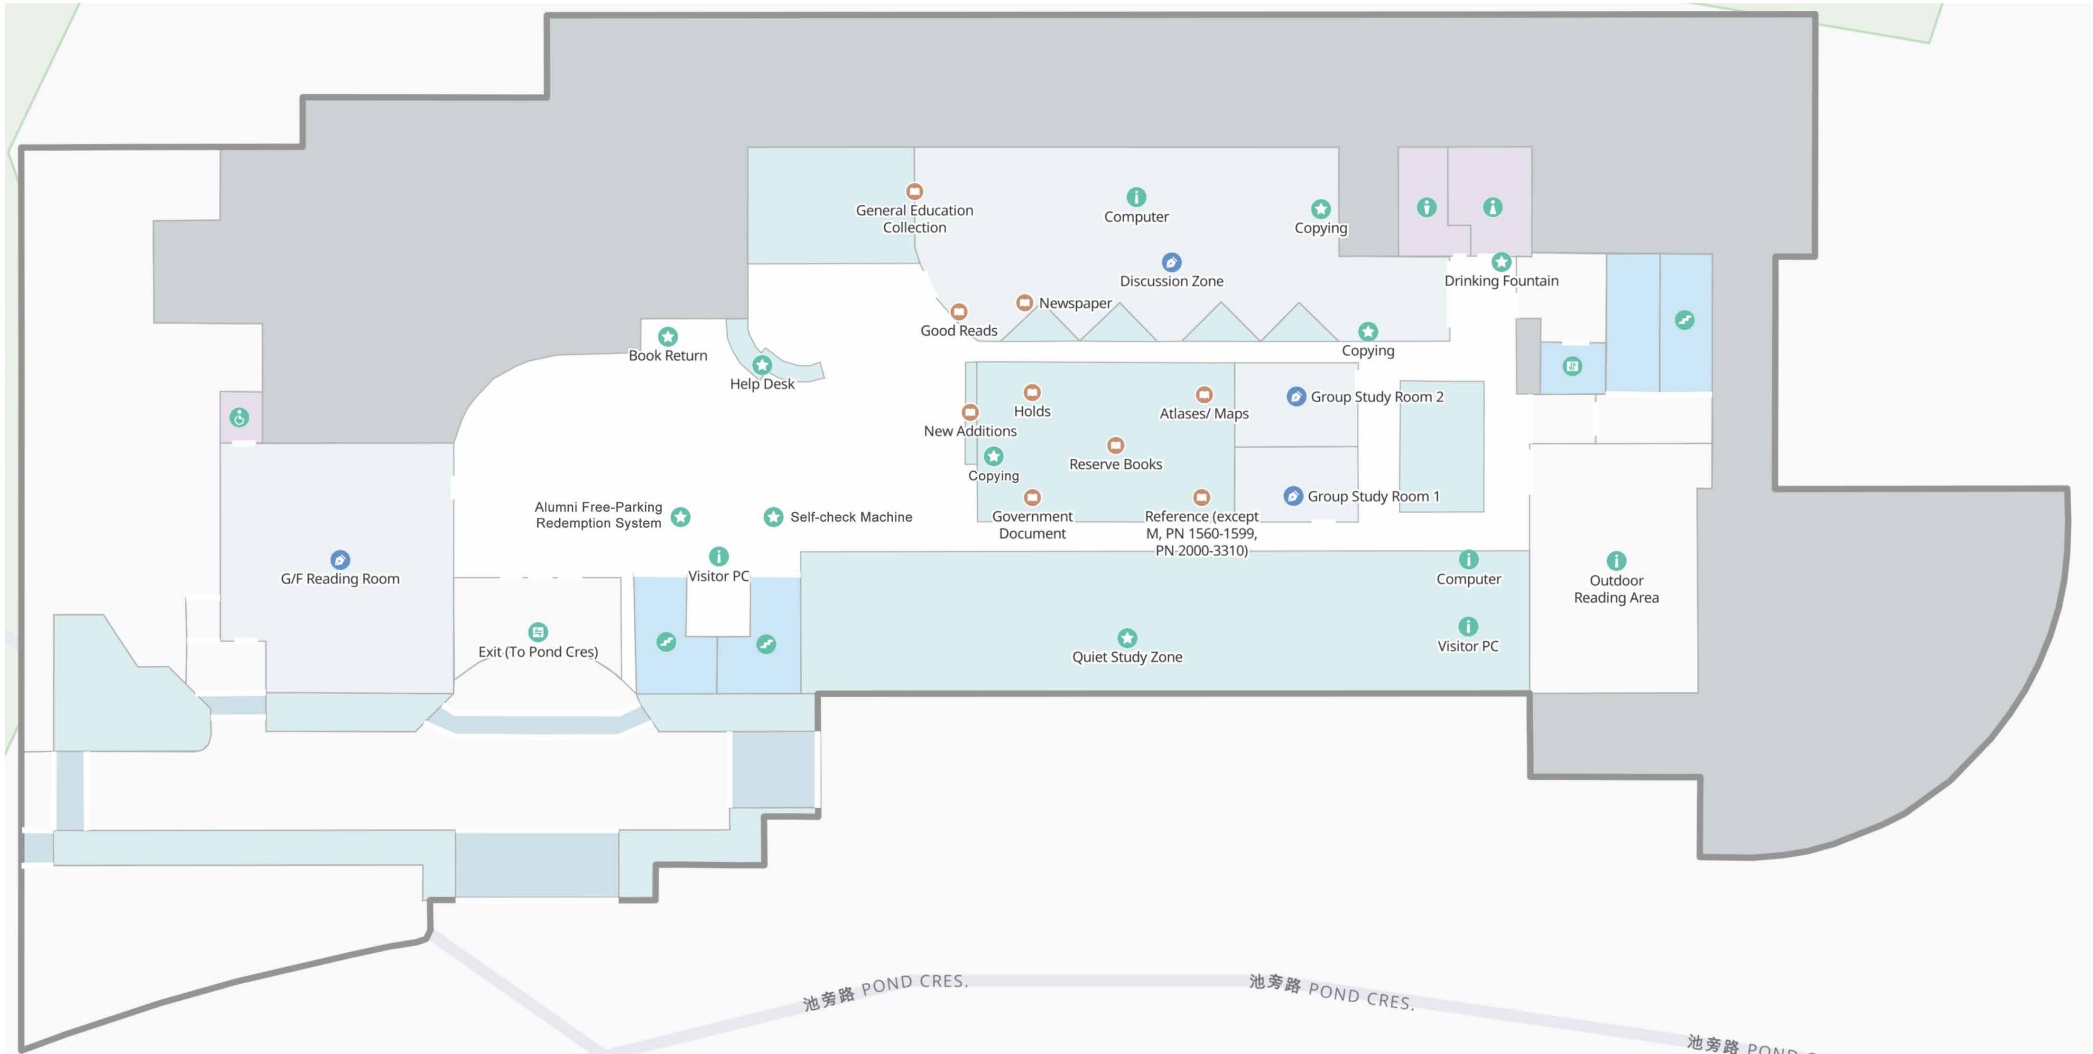 General Education
Collection
Computer
Copying
Discussion Zone
Drinking Fountain
Newspaper
Good Reads
Book Return
Help Desk
Copying
Holds
Atlases/ Maps
Group Study Room 2
New Additions
Reserve Books
Copying
Alumni Free-Parking
Redemption System
Self-check Machine
Government
Document
Reference (except
M, PN 1560-1599,
PN 2000-3310)
Group Study Room 1
G/F Reading Room
Visitor PC
Computer
Outdoor
Reading Area
Exit (To Pond Cres)
Quiet Study Zone
Visitor PC
池旁路 POND CRES.
池旁路 POND CRES.
池旁路 POND